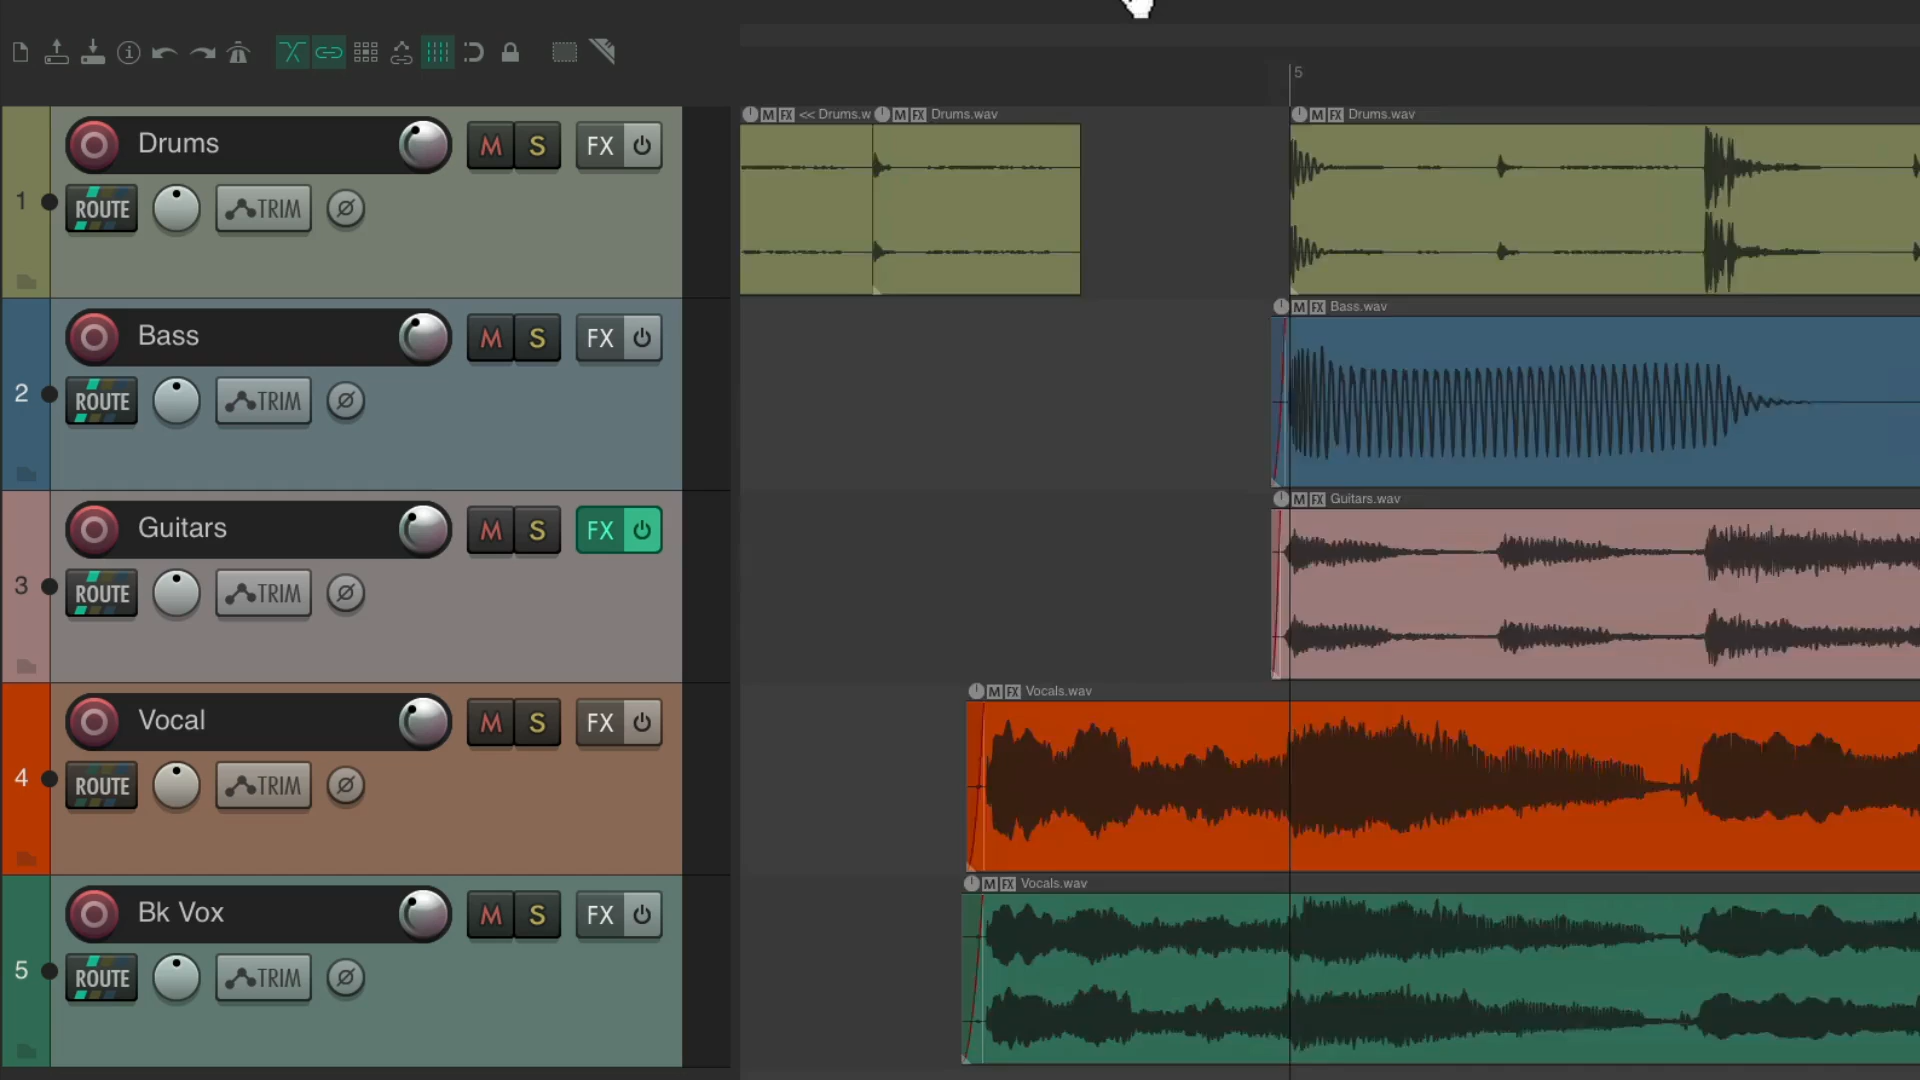 5
M FX << Drums.w M FX Drums.wav M FX Drums.wav
1 Drums M S FX
ROUTE TRIM
M FX Bass.wav
2 Bass M S FX
ROUTE TRIM
M FX Guitars.wav
3 Guitars M S FX
ROUTE TRIM
M FX Vocals.wav
4 Vocal M S FX
ROUTE TRIM
M FX Vocals.wav
5 Bk Vox M S FX
ROUTE TRIM